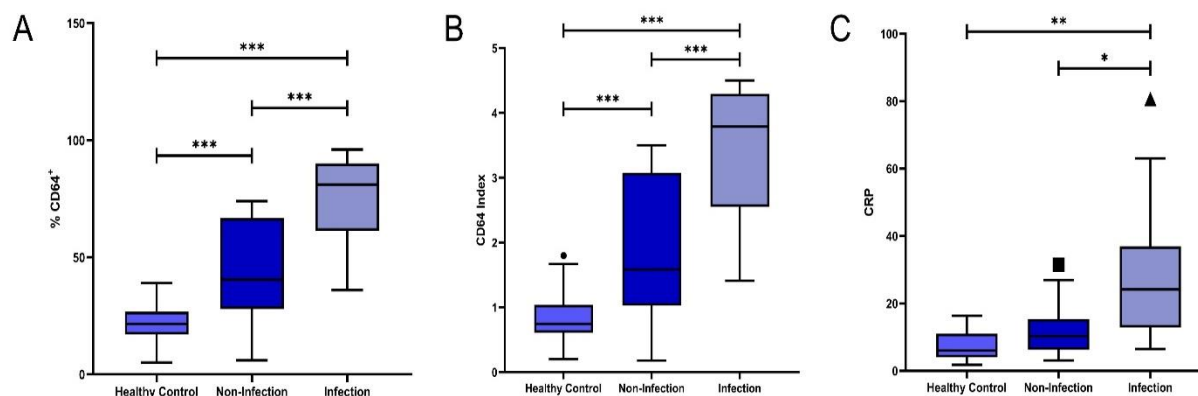 A
% CD64+
150
100
50
0
***
***
***
Healthy Control Non-Infection Infection
B
CD64 Index
5
4
3
2
1
0
***
***
***
Healthy Control Non-Infection Infection
C
CRP
100
80
60
40
20
0
**
*
Healthy Control Non-Infection Infection